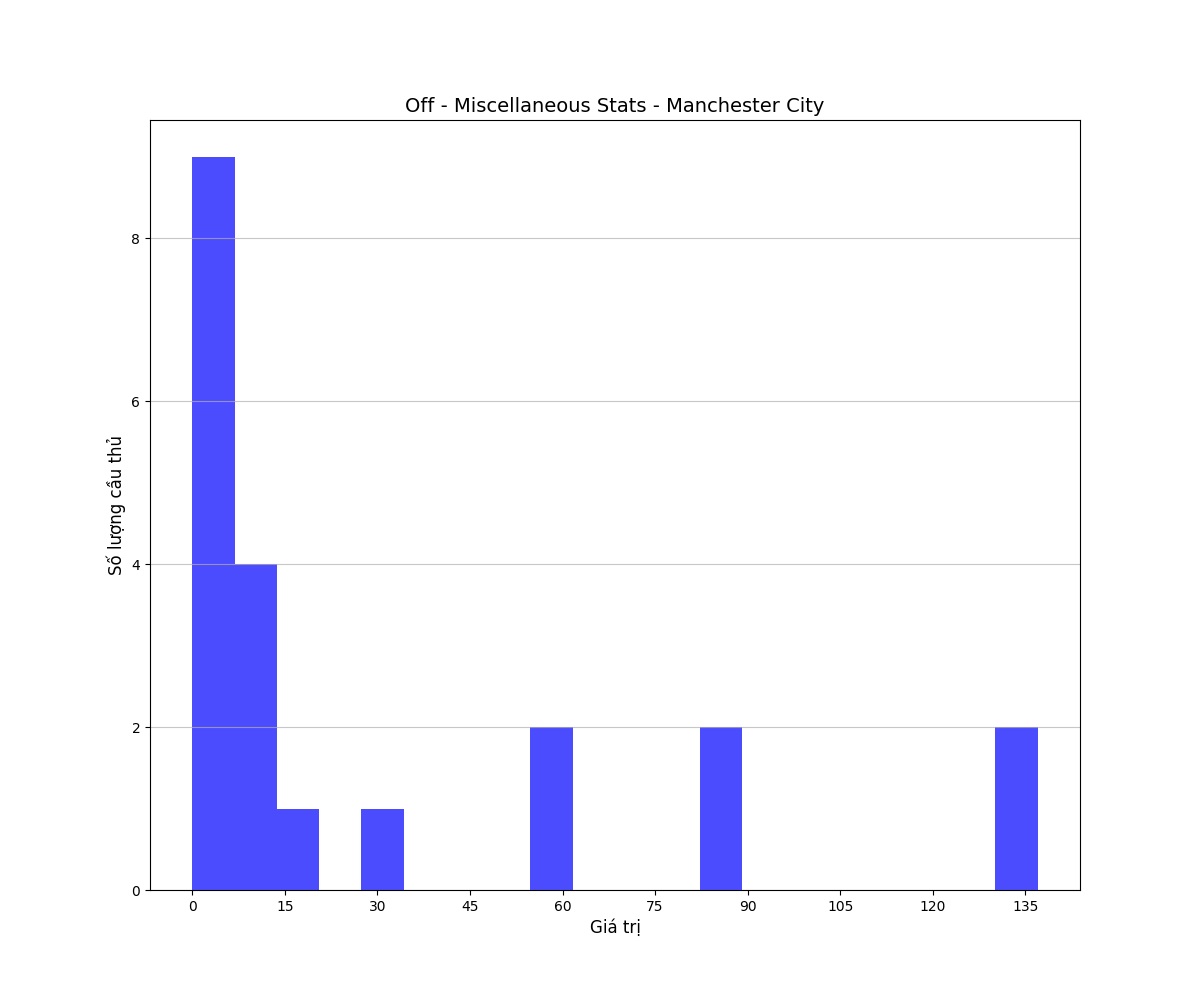 Off - Miscellaneous Stats - Manchester City
Số lượng cầu thủ
8
6
4
2
0
0 15 30 45 60 75 90 105 120 135
Giá trị